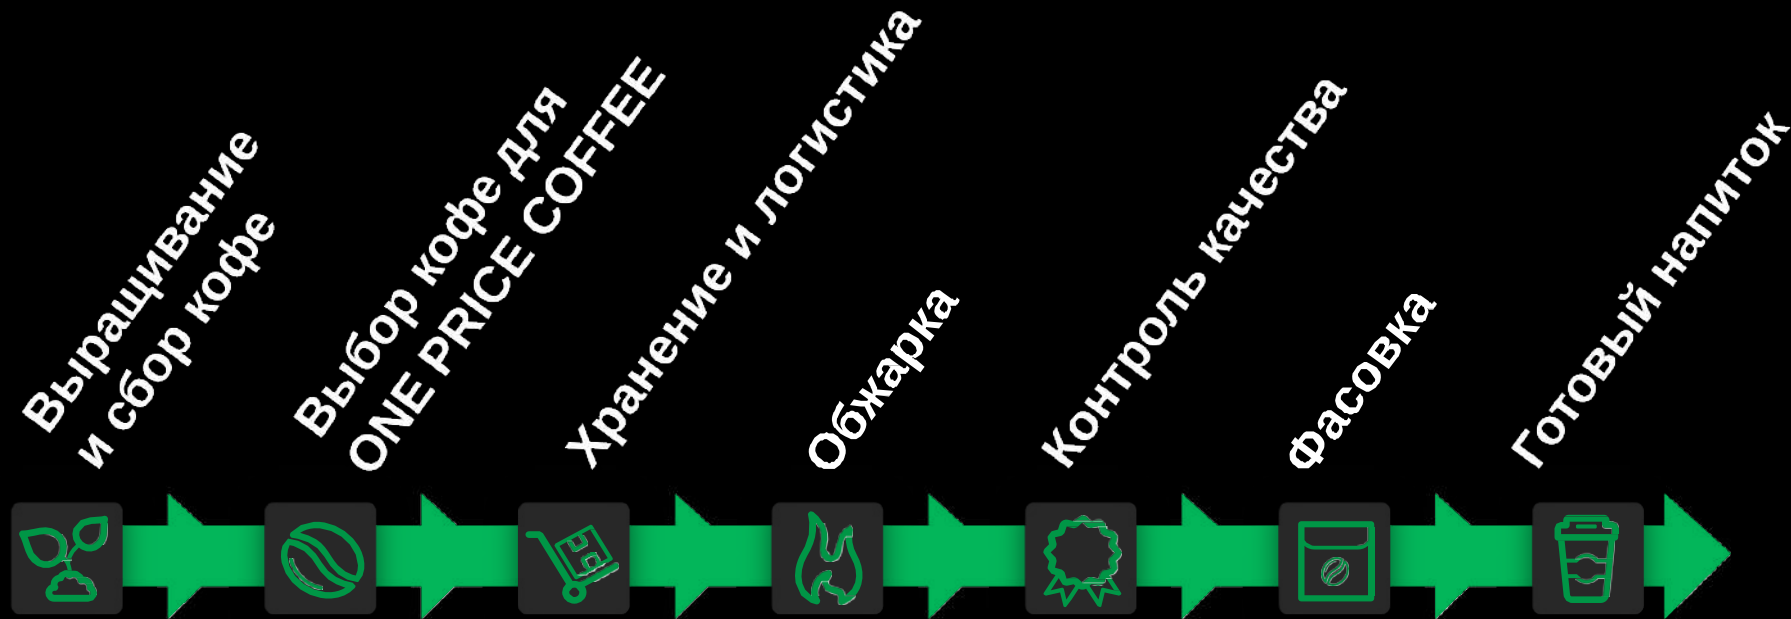 Выращивание
и сбор кофе
Выбор кофе для
ONE PRICE COFFEE
Хранение и логистика
Обжарка
Контроль качества
Фасовка
Готовый напиток